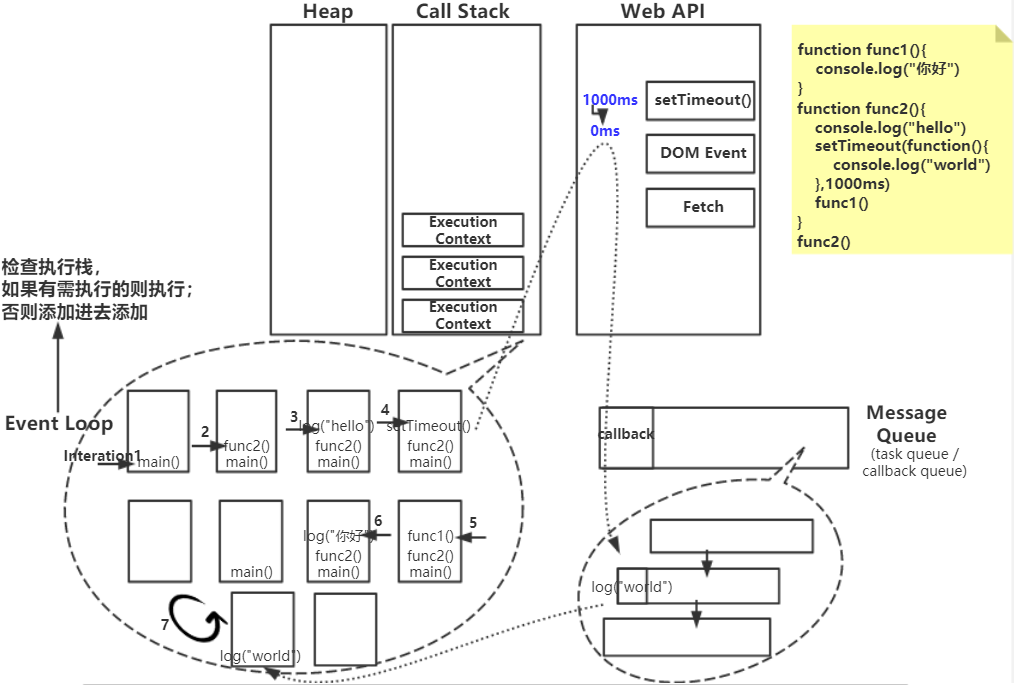 Heap
Call Stack
Web API
function func1(){
console.log("你好")
}
function func2(){
console.log("hello")
setTimeout(function(){
console.log("world")
},1000ms)
func1()
}
func2()
1000ms
0ms
setTimeout()
DOM Event
Fetch
Execution
Context
Execution
Context
Execution
Context
检查执行栈，
如果有需执行的则执行；
否则添加进去添加
Event Loop
Interation1
main()
2
func2()
main()
3
log("hello")
func2()
main()
4
setTimeout()
func2()
main()
5
func1()
func2()
main()
6
log("你好")
func2()
main()
main()
7
log("world")
callback
Message
Queue
(task queue /
callback queue)
log("world")